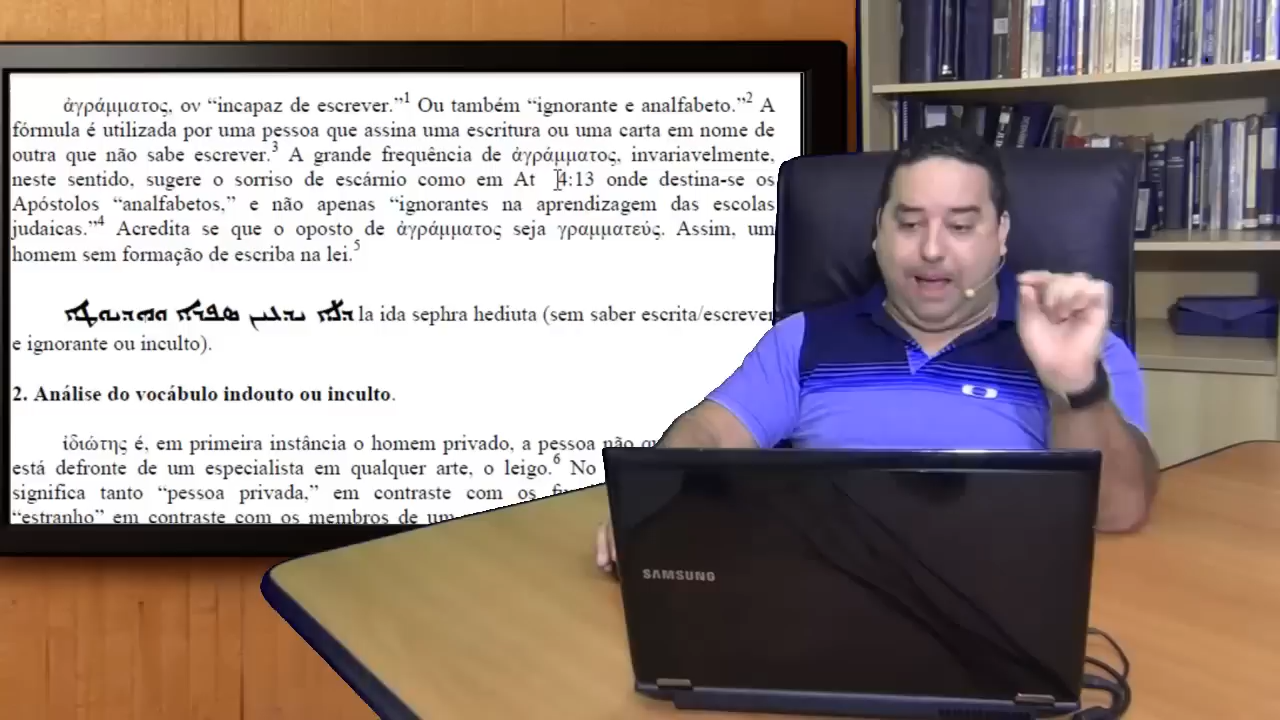 ἀγράμματος, ον “incapaz de escrever.”1 Ou também “ignorante e analfabeto.”2 A
fórmula é utilizada por uma pessoa que assina uma escritura ou uma carta em nome de
outra que não sabe escrever.3 A grande frequência de ἀγράμματος, invariavelmente,
neste sentido, sugere o sorriso de escárnio como em At 4:13 onde destina-se os
Apóstolos “analfabetos,” e não apenas “ignorantes na aprendizagem das escolas
judaicas.”4 Acredita se que o oposto de ἀγράμματος seja γραμματεύς. Assim, um
homem sem formação de escriba na lei.5
ܕܠܐ ܝܕܥܝܢ ܣܦܪܐ ܘܗܕܝܘܛܐ la ida sephra hediuta (sem saber escrita/escrever
e ignorante ou inculto).
2. Análise do vocábulo indouto ou inculto.
ἰδιώτης é, em primeira instância o homem privado, a pessoa não
está defronte de um especialista em qualquer arte, o leigo.6 No
significa tanto “pessoa privada,” em contraste com os
“estranho” em contraste com os membros de um
SAMSUNG